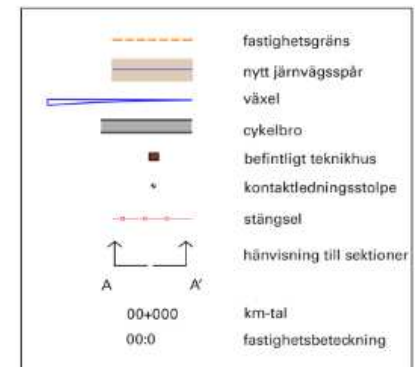 fastighetsgräns
nytt järnvägsspår
växel
cykelbro
befintligt teknikhus
kontaktledningsstolpe
stängsel
hänvisning till sektioner
A A'
00+000 km-tal
00:0 fastighetsbeteckning